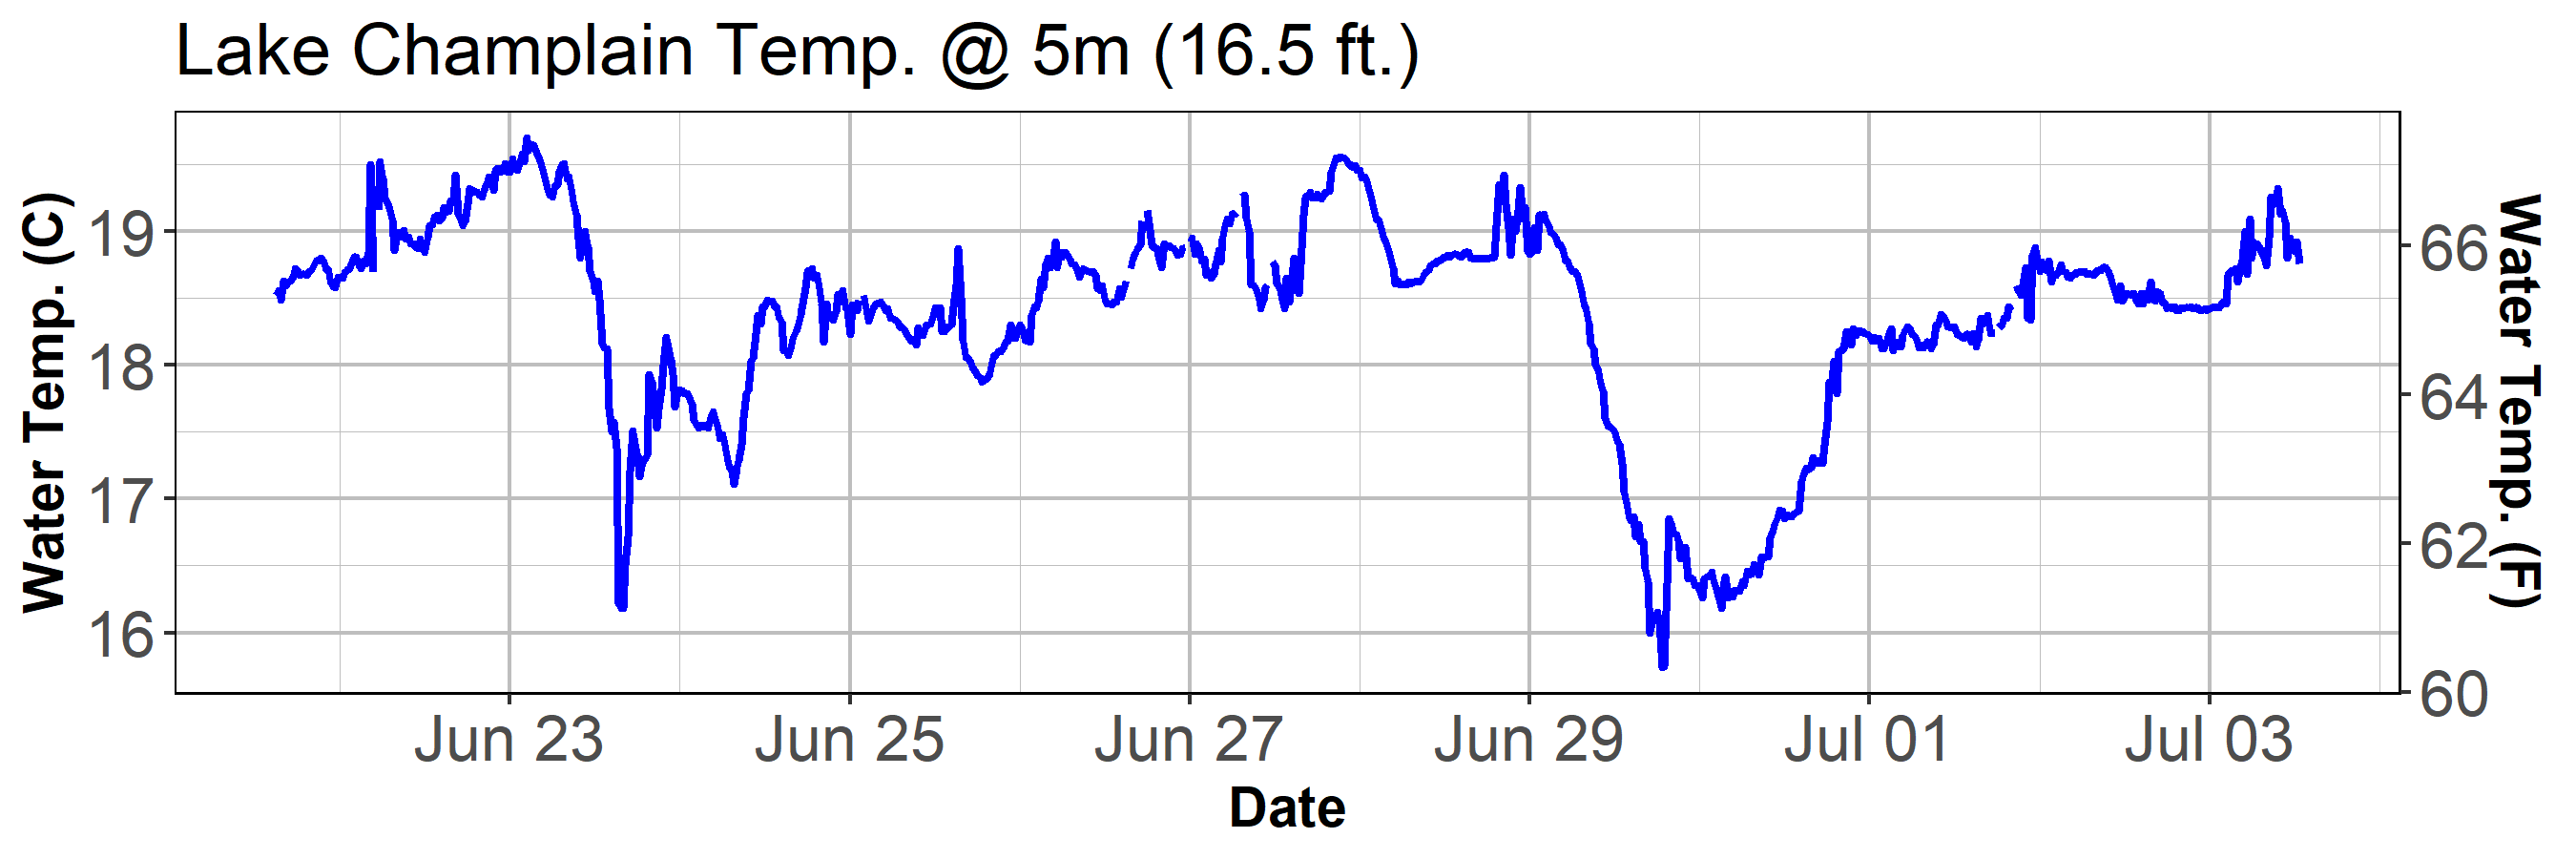 Lake Champlain Temp. @ 5m (16.5 ft.)
Water Temp. (C)
19
18
17
16
66
64
62
60
Water Temp. (F)
Jun 23
Jun 25
Jun 27
Jun 29
Jul 01
Jul 03
Date